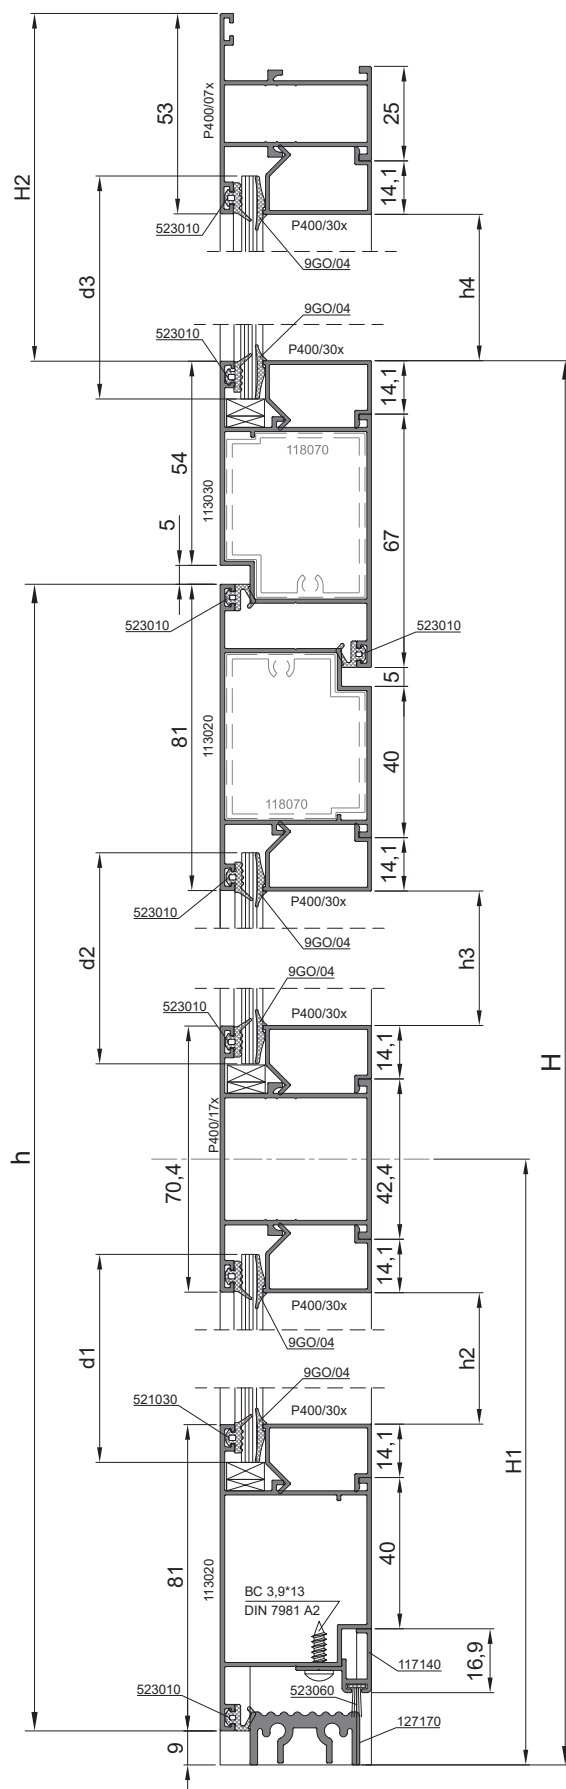 53
P400/07x
25
14,1
H2
523010
P400/30x
9GO/04
d3
h4
9GO/04
523010
P400/30x
14,1
118070
54
113030
67
5
523010
523010
5
81
113020
40
118070
14,1
P400/30x
523010
9GO/04
d2
h3
9GO/04
523010
P400/30x
14,1
H
h
P400/17x
70,4
42,4
14,1
P400/30x
9GO/04
d1
h2
9GO/04
521030
P400/30x
14,1
H1
81
113020
40
BC 3,9*13
DIN 7981 A2
117140
16,9
523060
523010
127170
9